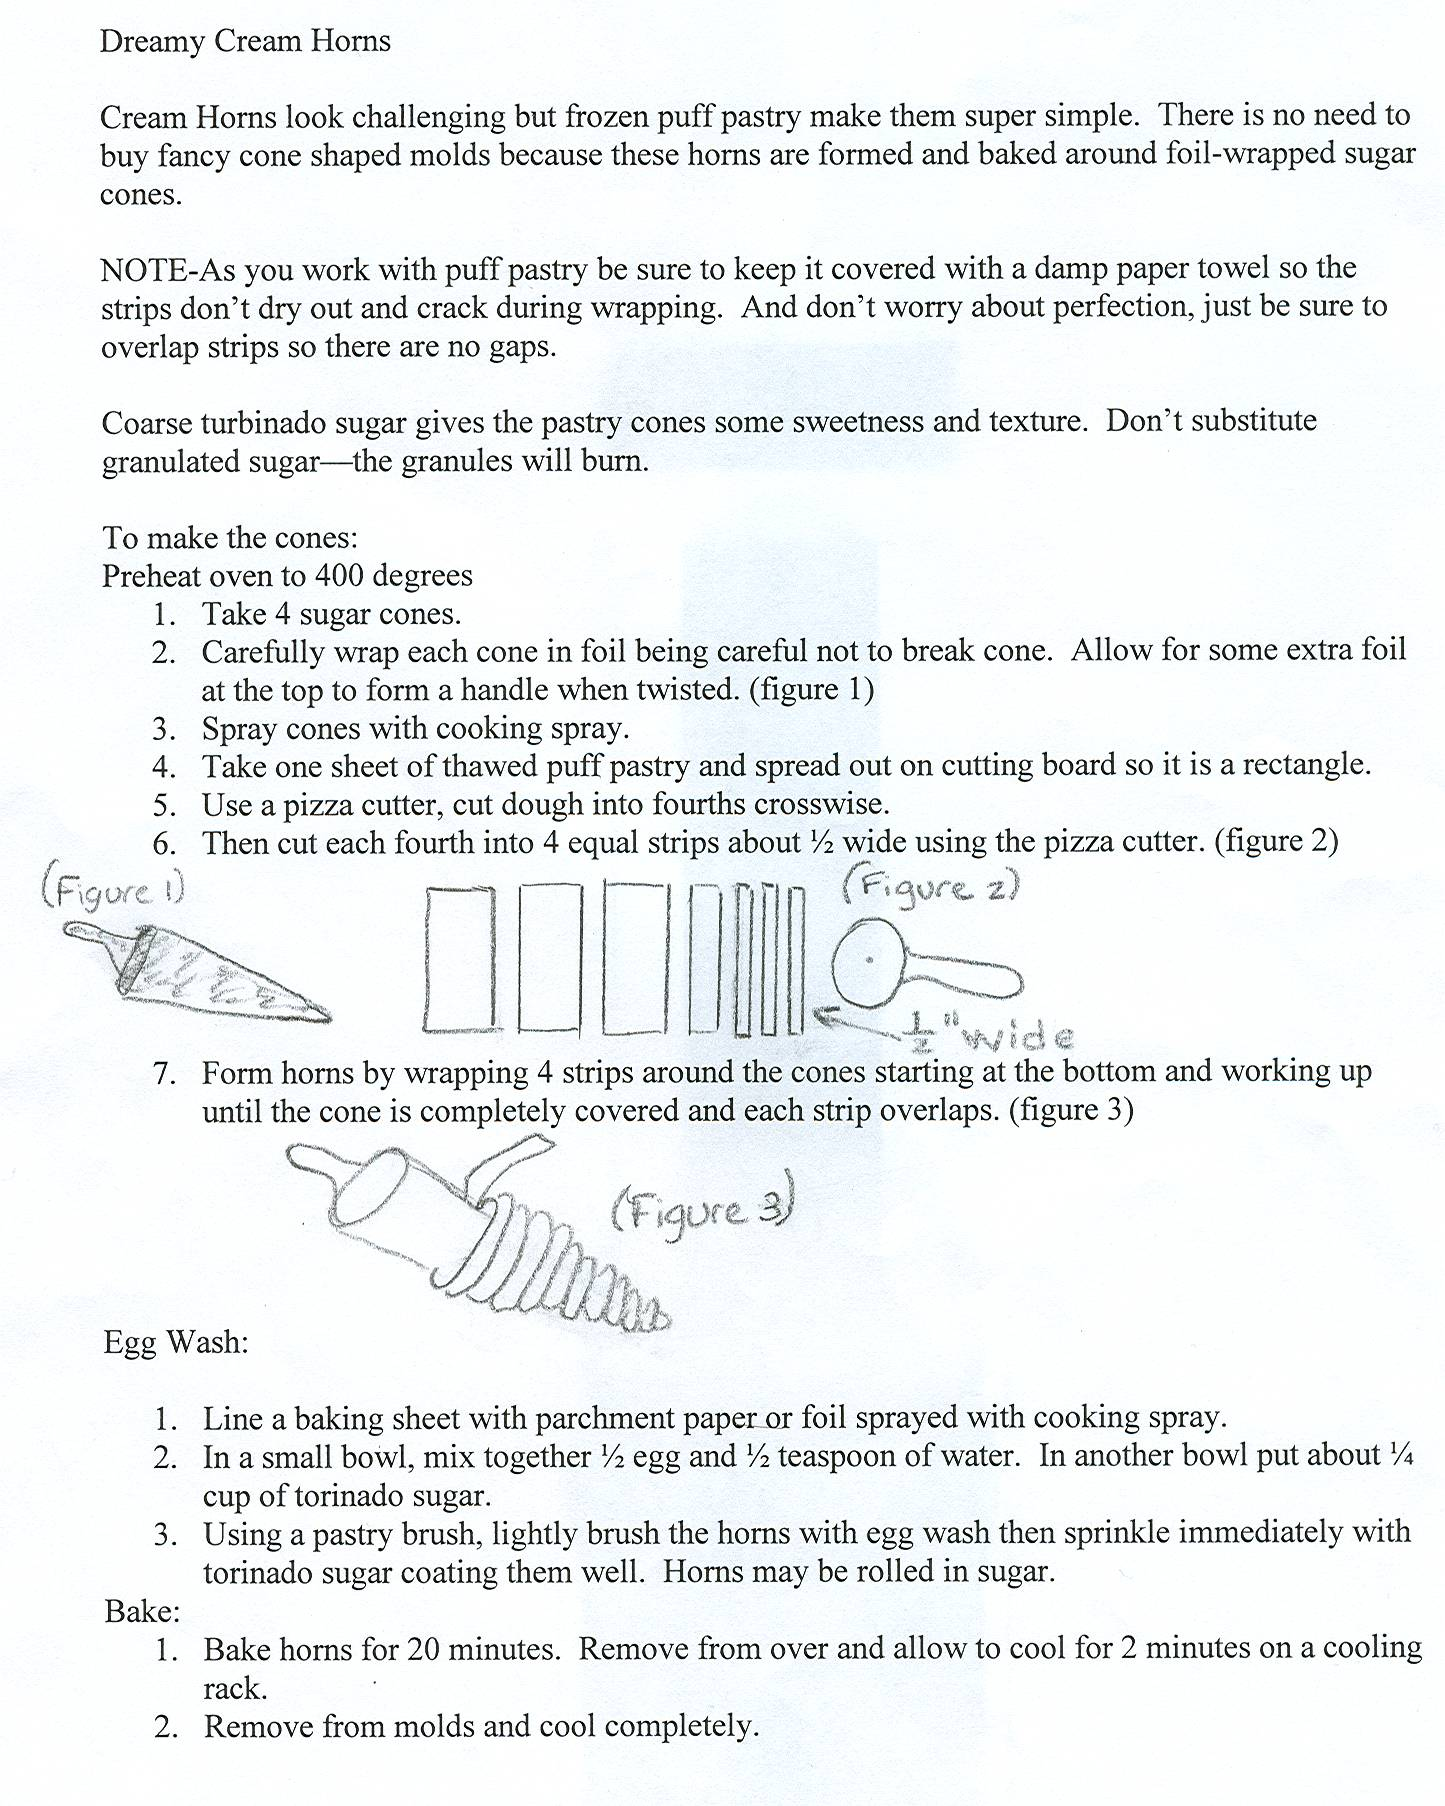 Dreamy Cream Horns
Cream Horns look challenging but frozen puff pastry make them super simple.  There is no need to
buy fancy cone shaped molds because these horns are formed and baked around foil-wrapped sugar
cones.
NOTE-As you work with puff pastry be sure to keep it covered with a damp paper towel so the
strips don’t dry out and crack during wrapping.  And don’t worry about perfection, just be sure to
overlap strips so there are no gaps.
Coarse turbinado sugar gives the pastry cones some sweetness and texture.  Don’t substitute
granulated sugar—the granules will burn.
To make the cones:
Preheat oven to 400 degrees
1. Take 4 sugar cones.
2. Carefully wrap each cone in foil being careful not to break cone.  Allow for some extra foil
at the top to form a handle when twisted. (figure 1)
3. Spray cones with cooking spray.
4. Take one sheet of thawed puff pastry and spread out on cutting board so it is a rectangle.
5. Use a pizza cutter, cut dough into fourths crosswise.
6. Then cut each fourth into 4 equal strips about ½ wide using the pizza cutter. (figure 2)
(Figure 1)
(Figure 2)
½" wide
7. Form horns by wrapping 4 strips around the cones starting at the bottom and working up
until the cone is completely covered and each strip overlaps. (figure 3)
(Figure 3)
Egg Wash:
1. Line a baking sheet with parchment paper or foil sprayed with cooking spray.
2. In a small bowl, mix together ½ egg and ½ teaspoon of water.  In another bowl put about ¼
cup of torinado sugar.
3. Using a pastry brush, lightly brush the horns with egg wash then sprinkle immediately with
torinado sugar coating them well.  Horns may be rolled in sugar.
Bake:
1. Bake horns for 20 minutes.  Remove from over and allow to cool for 2 minutes on a cooling
rack.
2. Remove from molds and cool completely.